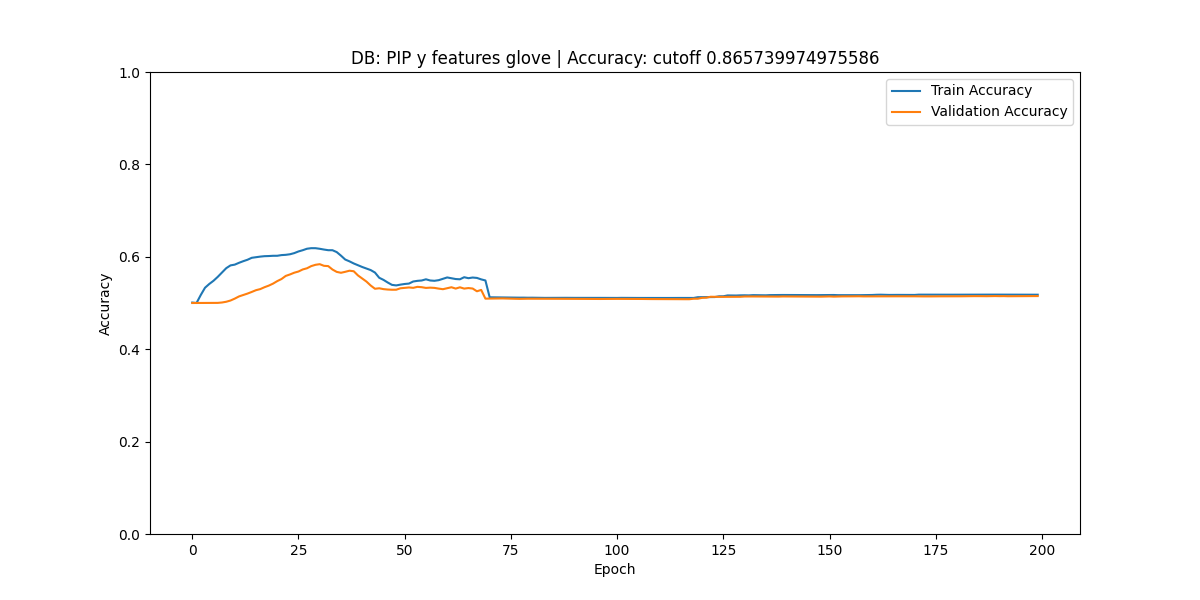 DB: PIP y features glove | Accuracy: cutoff 0.865739974975586
1.0
0.8
0.6
0.4
0.2
0.0
Accuracy
Train Accuracy
Validation Accuracy
0 25 50 75 100 125 150 175 200
Epoch